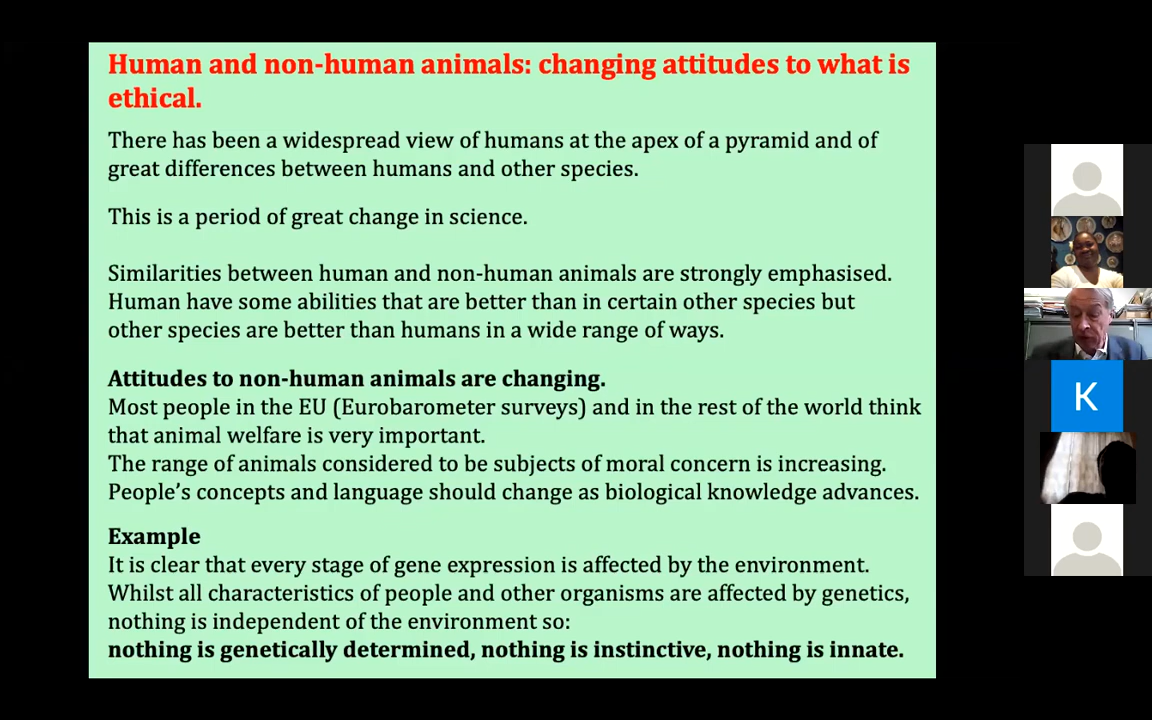 Human and non-human animals: changing attitudes to what is
ethical.
There has been a widespread view of humans at the apex of a pyramid and of
great differences between humans and other species.
This is a period of great change in science.
Similarities between human and non-human animals are strongly emphasised.
Human have some abilities that are better than in certain other species but
other species are better than humans in a wide range of ways.
Attitudes to non-human animals are changing.
Most people in the EU (Eurobarometer surveys) and in the rest of the world think
that animal welfare is very important.
The range of animals considered to be subjects of moral concern is increasing.
People’s concepts and language should change as biological knowledge advances.
Example
It is clear that every stage of gene expression is affected by the environment.
Whilst all characteristics of people and other organisms are affected by genetics,
nothing is independent of the environment so:
nothing is genetically determined, nothing is instinctive, nothing is innate.
K